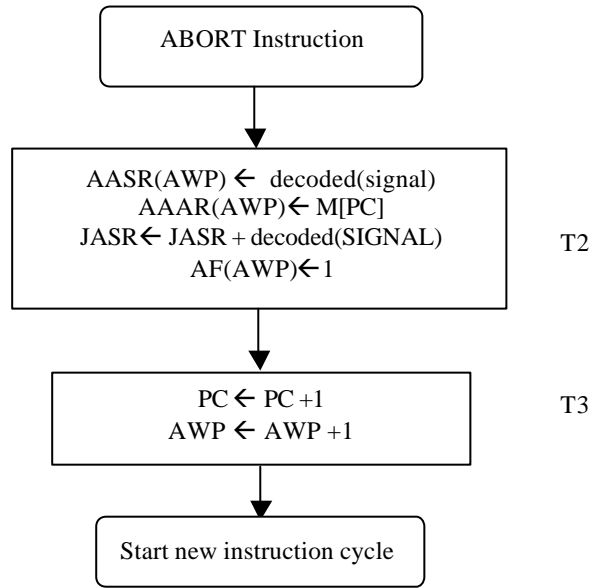 ABORT Instruction
AASR(AWP) ← decoded(signal)
AAAR(AWP)← M[PC]
JASR← JASR + decoded(SIGNAL)
AF(AWP)←1
T2
PC ← PC +1
AWP ← AWP +1
T3
Start new instruction cycle